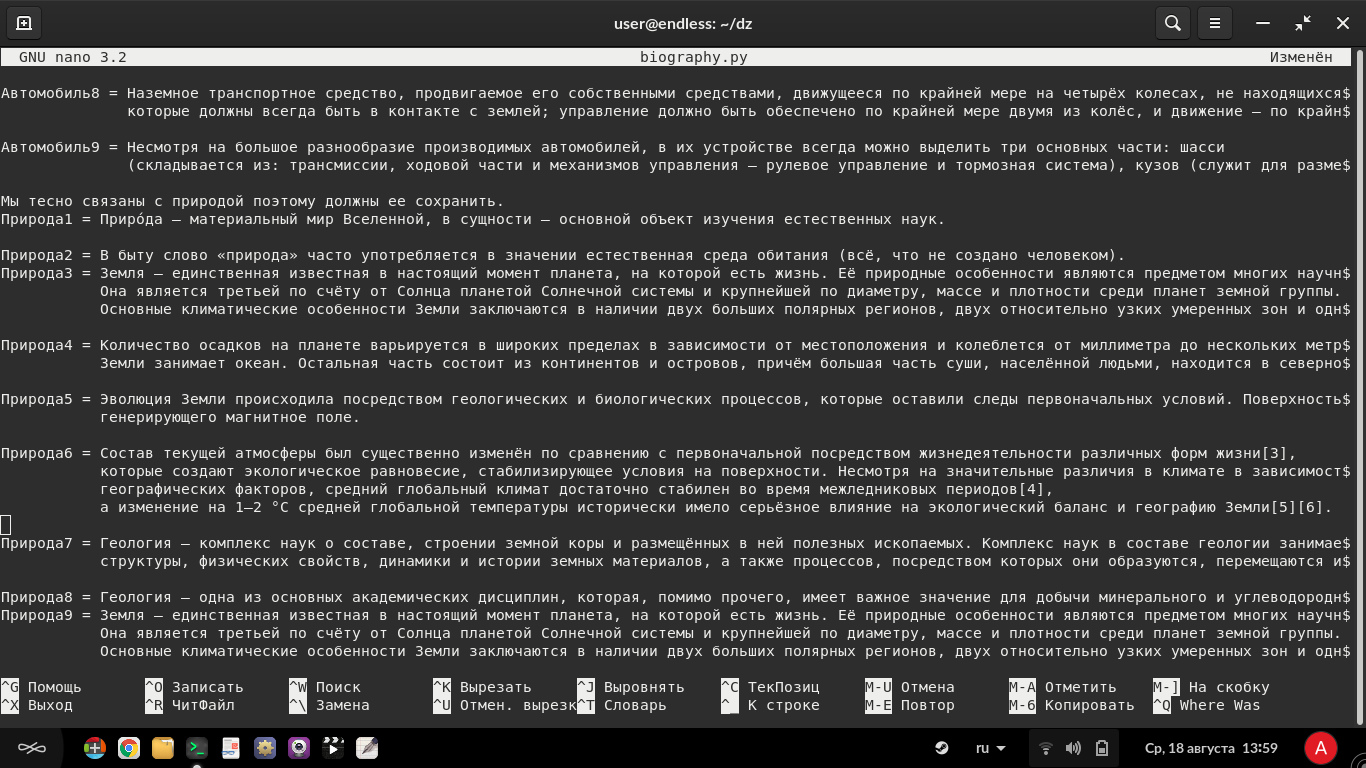 user@endless: ~/dz
GNU nano 3.2 biography.py Изменён
Автомобиль8 = Наземное транспортное средство, продвигаемое его собственными средствами, движущееся по крайней мере на четырёх колесах, не находящихся$
которые должны всегда быть в контакте с землей; управление должно быть обеспечено по крайней мере двумя из колёс, и движение — по крайн$
Автомобиль9 = Несмотря на большое разнообразие производимых автомобилей, в их устройстве всегда можно выделить три основных части: шасси
(складывается из: трансмиссии, ходовой части и механизмов управления — рулевое управление и тормозная система), кузов (служит для разме$
Мы тесно связаны с природой поэтому должны ее сохранить.
Природа1 = Приро́да — материальный мир Вселенной, в сущности — основной объект изучения естественных наук.
Природа2 = В быту слово «природа» часто употребляется в значении естественная среда обитания (всё, что не создано человеком).
Природа3 = Земля — единственная известная в настоящий момент планета, на которой есть жизнь. Её природные особенности являются предметом многих научн$
Она является третьей по счёту от Солнца планетой Солнечной системы и крупнейшей по диаметру, массе и плотности среди планет земной группы.
Основные климатические особенности Земли заключаются в наличии двух больших полярных регионов, двух относительно узких умеренных зон и одн$
Природа4 = Количество осадков на планете варьируется в широких пределах в зависимости от местоположения и колеблется от миллиметра до нескольких метр$
Земли занимает океан. Остальная часть состоит из континентов и островов, причём большая часть суши, населённой людьми, находится в северно$
Природа5 = Эволюция Земли происходила посредством геологических и биологических процессов, которые оставили следы первоначальных условий. Поверхность$
генерирующего магнитное поле.
Природа6 = Состав текущей атмосферы был существенно изменён по сравнению с первоначальной посредством жизнедеятельности различных форм жизни[3],
которые создают экологическое равновесие, стабилизирующее условия на поверхности. Несмотря на значительные различия в климате в зависимост$
географических факторов, средний глобальный климат достаточно стабилен во время межледниковых периодов[4],
а изменение на 1—2 °C средней глобальной температуры исторически имело серьёзное влияние на экологический баланс и географию Земли[5][6].
Природа7 = Геология — комплекс наук о составе, строении земной коры и размещённых в ней полезных ископаемых. Комплекс наук в составе геологии занимае$
структуры, физических свойств, динамики и истории земных материалов, а также процессов, посредством которых они образуются, перемещаются и$
Природа8 = Геология — одна из основных академических дисциплин, которая, помимо прочего, имеет важное значение для добычи минерального и углеводородн$
Природа9 = Земля — единственная известная в настоящий момент планета, на которой есть жизнь. Её природные особенности являются предметом многих научн$
Она является третьей по счёту от Солнца планетой Солнечной системы и крупнейшей по диаметру, массе и плотности среди планет земной группы.
Основные климатические особенности Земли заключаются в наличии двух больших полярных регионов, двух относительно узких умеренных зон и одн$
^G Помощь ^O Записать ^W Поиск ^K Вырезать ^J Выровнять ^C ТекПозиц M-U Отмена M-A Отметить M-] На скобку
^X Выход ^R ЧитФайл ^\ Замена ^U Отмен. вырезк^T Словарь ^_ К строке M-E Повтор M-6 Копировать ^Q Where Was
ru Ср, 18 августа 13:59 A